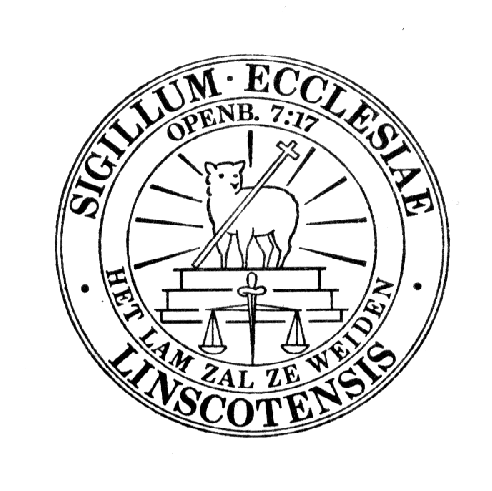 SIGILLUM · ECCLESIAE
LINSCOTENSIS
OPENB. 7:17
HET LAM ZAL ZE WEIDEN